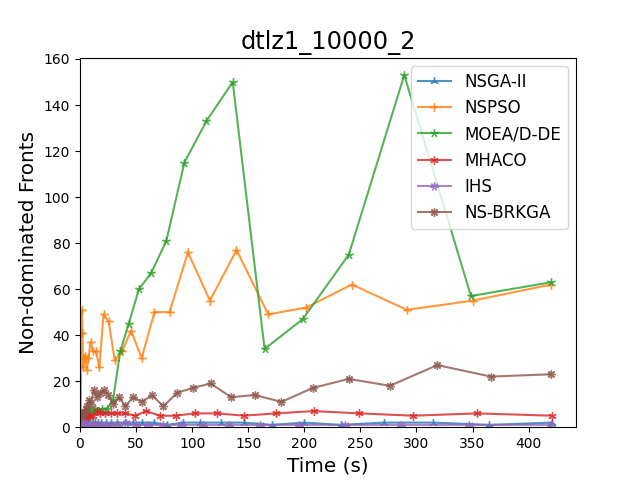 dtlz1_10000_2
Non-dominated Fronts
160
140
120
100
80
60
40
20
0
NSGA-II
NSPSO
MOEA/D-DE
MHACO
IHS
NS-BRKGA
0 50 100 150 200 250 300 350 400
Time (s)